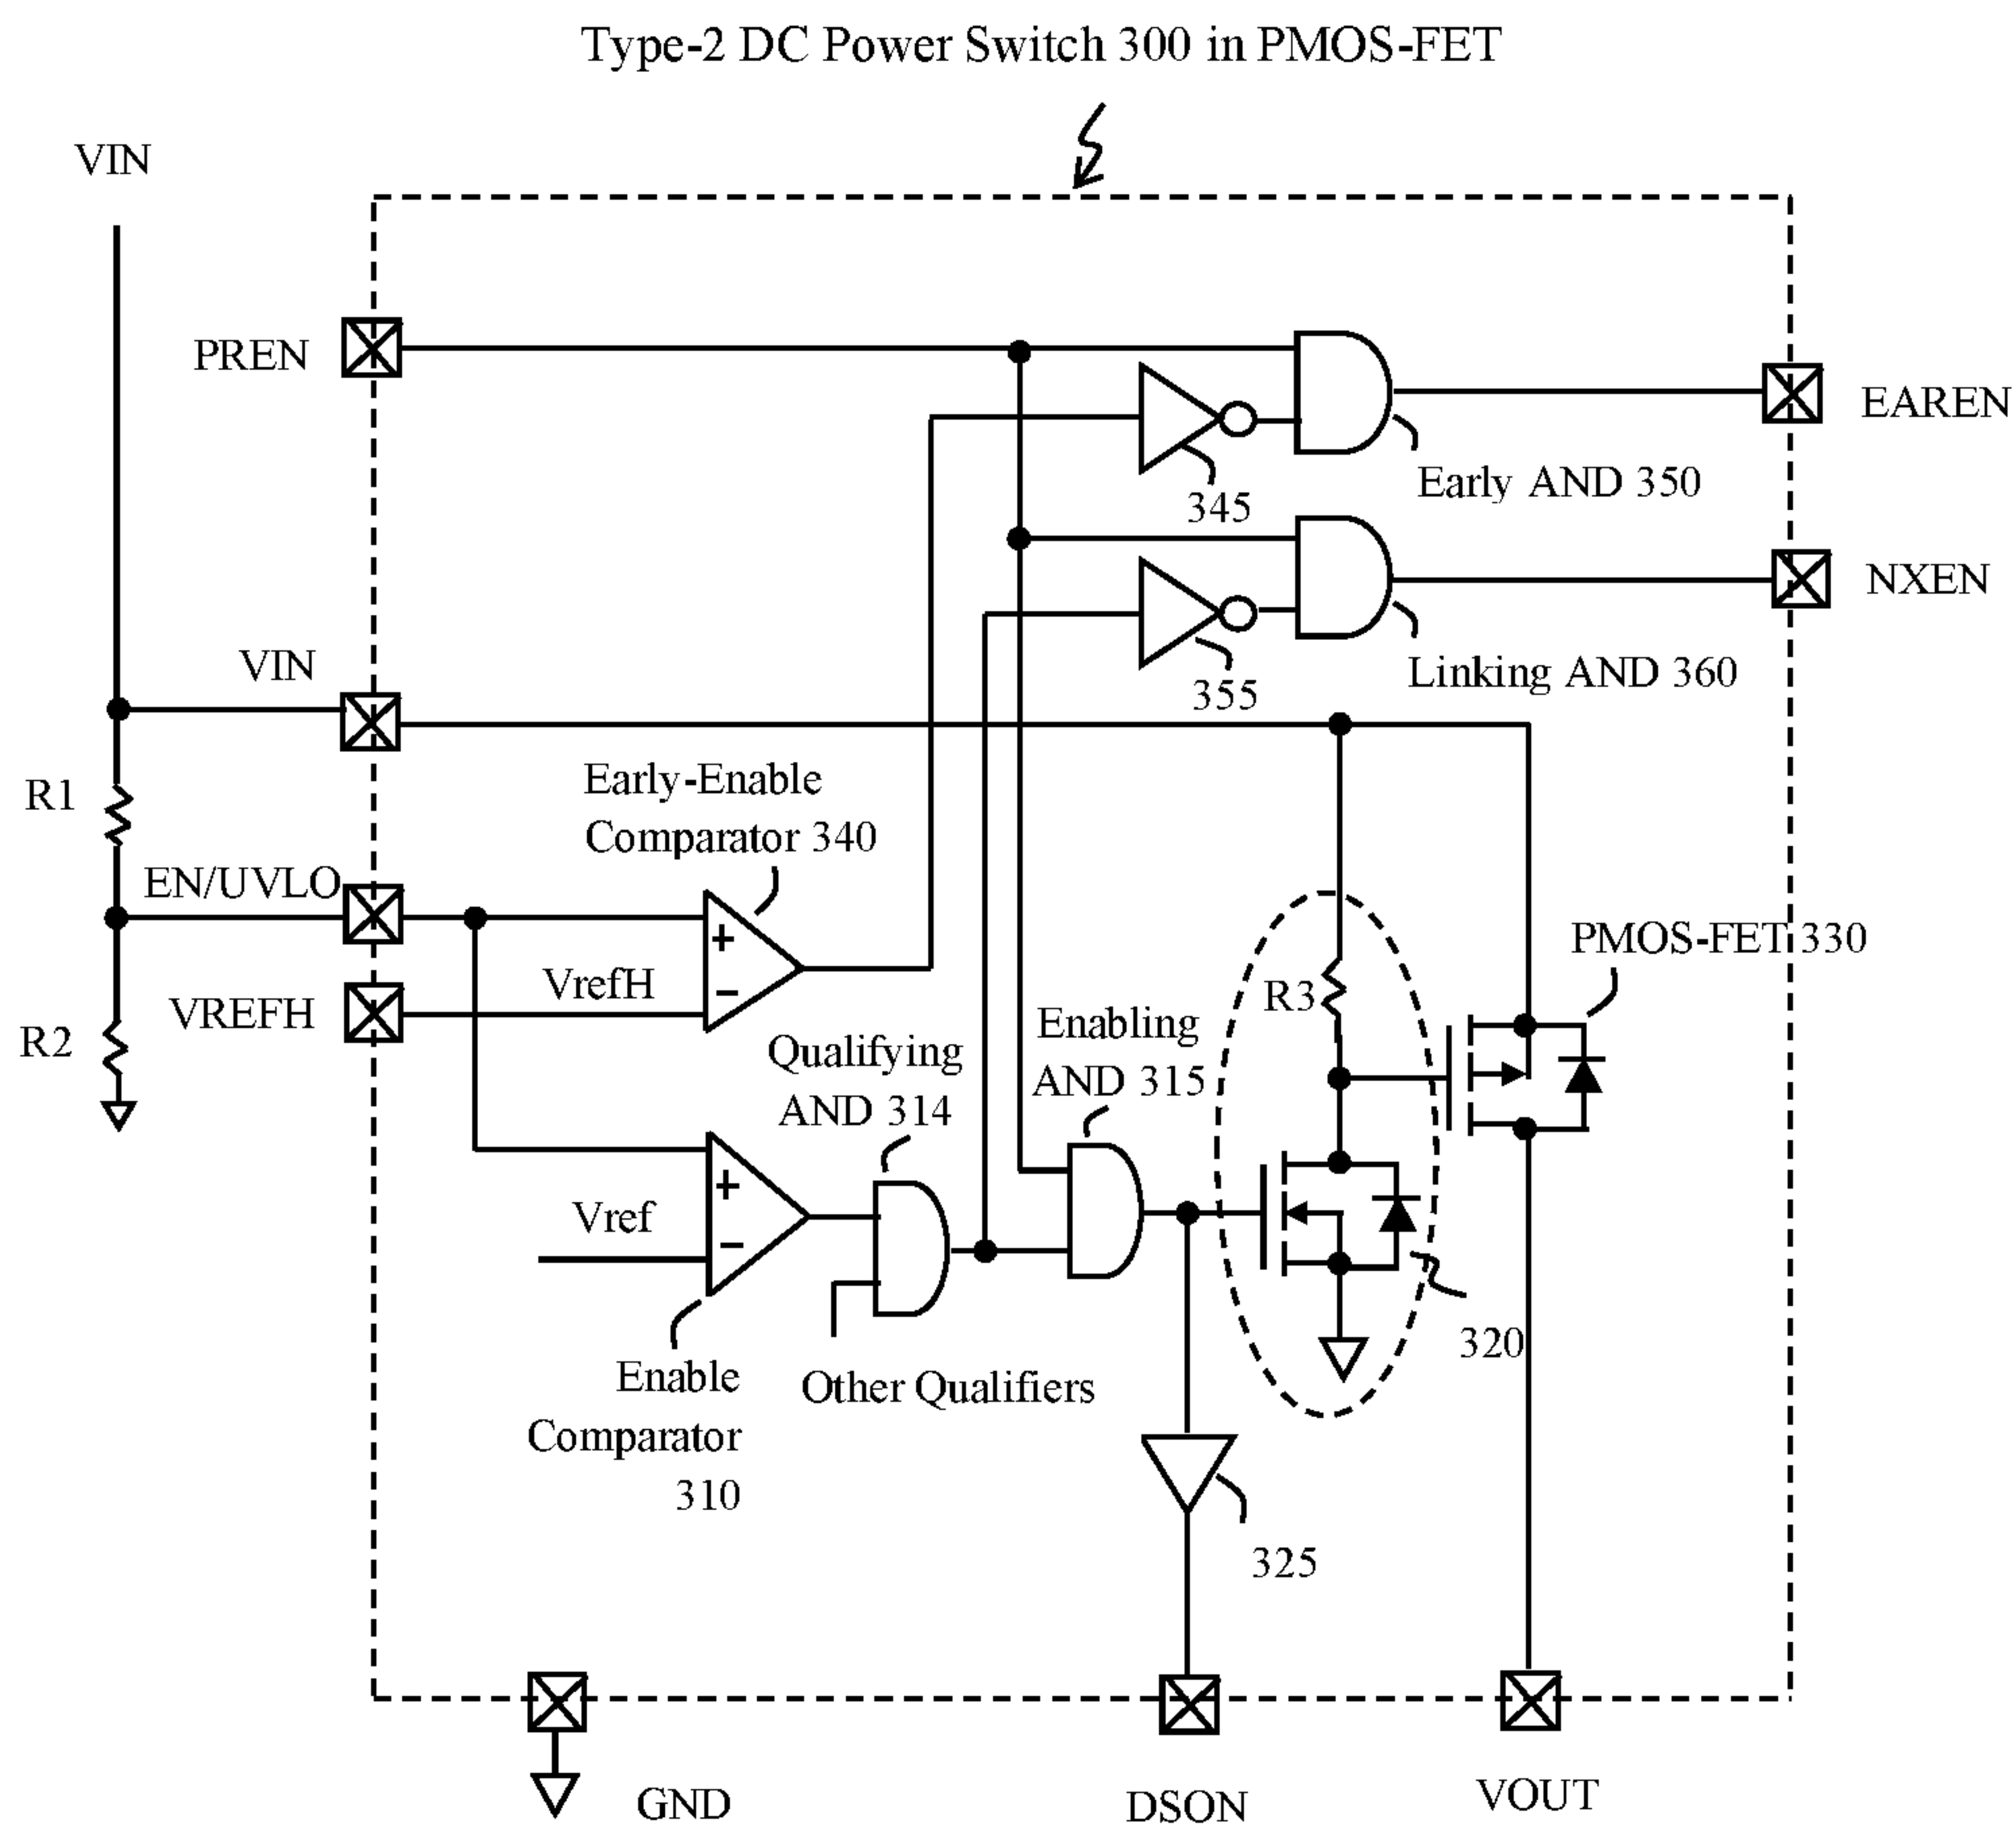 Type-2 DC Power Switch 300 in PMOS-FET
VIN
PREN
EAREN
Early AND 350
345
NXEN
Linking AND 360
355
VIN
R1
Early-Enable
Comparator 340
EN/UVLO
+
−
VrefH
VREFH
R2
PMOS-FET 330
R3
Enabling
AND 315
Qualifying
AND 314
+
−
Vref
320
Enable
Comparator
310
Other Qualifiers
325
GND
DSON
VOUT